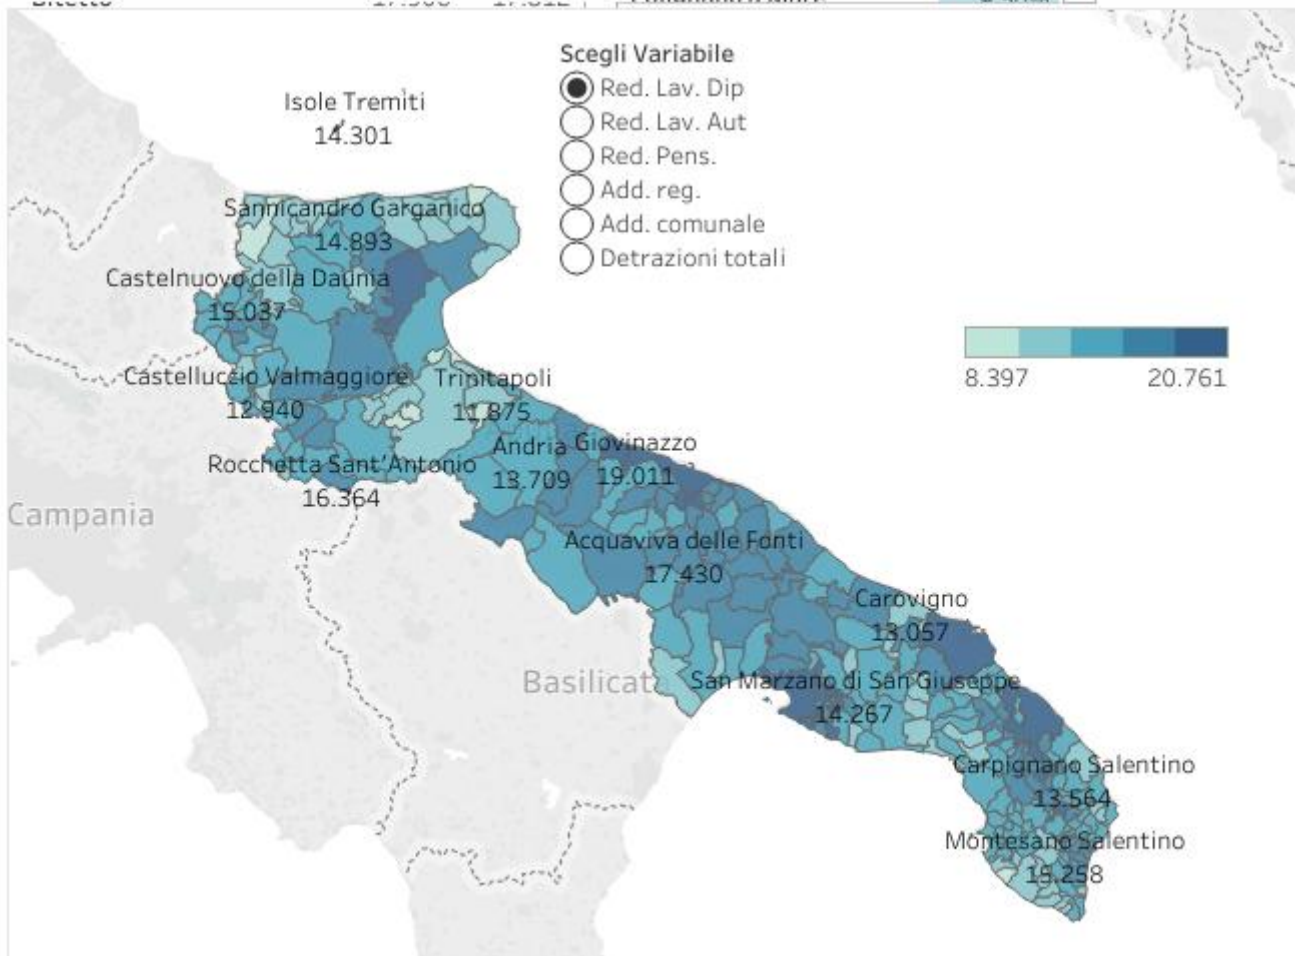 Bitetto
Scegli Variabile
Red. Lav. Dip
Red. Lav. Aut
Red. Pens.
Add. reg.
Add. comunale
Detrazioni totali
Isole Tremiti
14.301
Sannicandro Garganico
14.893
Castelnuovo della Daunia
15.037
8.397 20.761
Castelluccio Valmaggiore
12.940
Trinitapoli
11.875
Andria
13.709
Giovinazzo
19.011
Rocchetta Sant'Antonio
16.364
Campania
Acquaviva delle Fonti
17.430
Carovigno
13.057
Basilicat
San Marzano di San Giuseppe
14.267
Carpignano Salentino
13.564
Montesano Salentino
15.258